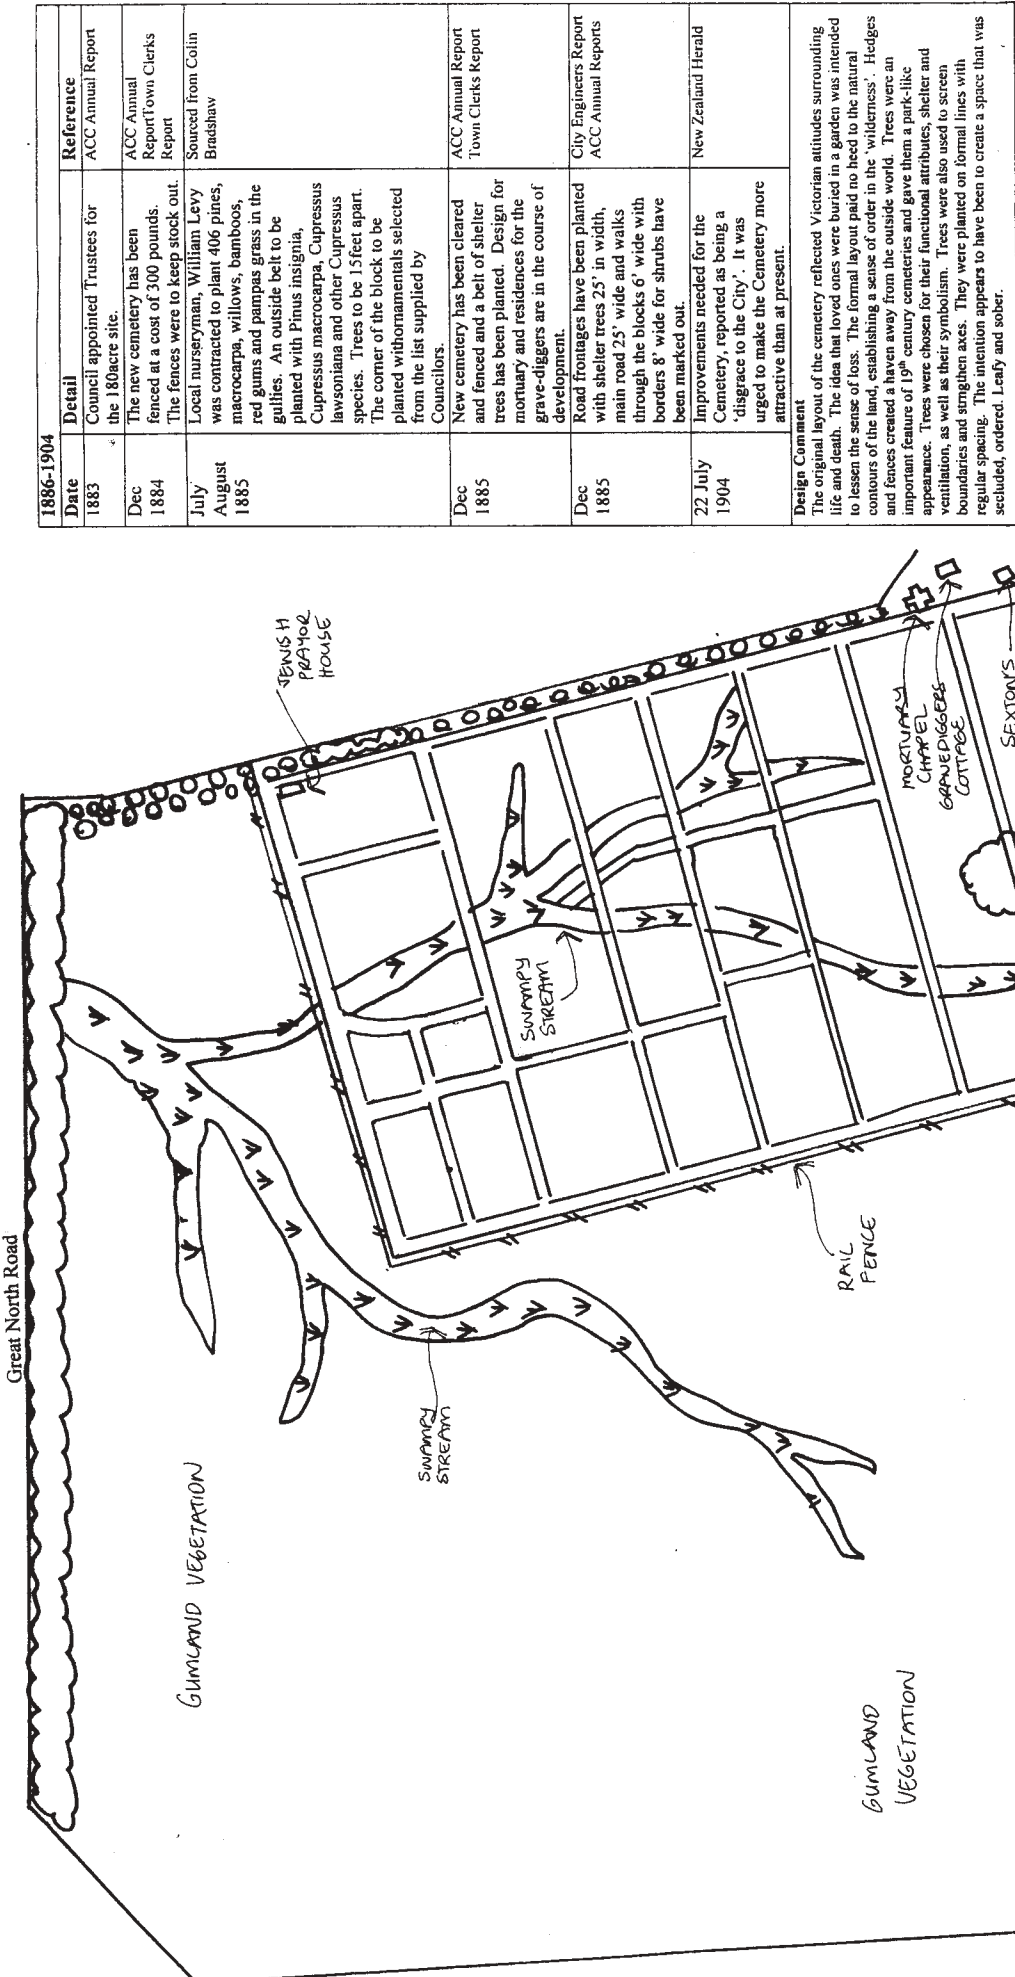 Great North Road
GUMLAND VEGETATION
SWAMPY
STREAM
GUMLAND
VEGETATION
JEWISH
PRAYOR
HOUSE
SWAMPY
STREAM
RAIL
FENCE
MORTUARY
CHAPEL
GRAVEDIGGERS
COTTAGE
SEXTONS
1886-1904
Date Detail Reference
1883 Council appointed Trustees for ACC Annual Report
the 180acre site.
Dec The new cemetery has been ACC Annual
1884 fenced at a cost of 300 pounds. ReportTown Clerks
The fences were to keep stock out. Report
July Local nurseryman, William Levy Sourced from Colin
August was contracted to plant 406 pines, Bradshaw
1885 macrocarpa, willows, bamboos,
red gums and pampas grass in the
gullies. An outside belt to be
planted with Pinus insignia,
Cupressus macrocarpa, Cupressus
lawsoniana and other Cupressus
species. Trees to be 15feet apart.
The corner of the block to be
planted withornamentals selected
from the list supplied by
Councilors.
Dec New cemetery has been cleared ACC Annual Report
1885 and fenced and a belt of shelter Town Clerks Report
trees has been planted. Design for
mortuary and residences for the
grave-diggers are in the course of
development.
Dec Road frontages have been planted City Engineers Report
1885 with shelter trees 25' in width, ACC Annual Reports
main road 25' wide and walks
through the blocks 6' wide with
borders 8' wide for shrubs have
been marked out.
22 July Improvements needed for the New Zealand Herald
1904 Cemetery, reported as being a
'disgrace to the City'. It was
urged to make the Cemetery more
attractive than at present.
Design Comment
The original layout of the cemetery reflected Victorian attitudes surrounding
life and death. The idea that loved ones were buried in a garden was intended
to lessen the sense of loss. The formal layout paid no heed to the natural
contours of the land, establishing a sense of order in the 'wilderness'. Hedges
and fences created a haven away from the outside world. Trees were an
important feature of 19th century cemeteries and gave them a park-like
appearance. Trees were chosen for their functional attributes, shelter and
ventilation, as well as their symbolism. Trees were also used to screen
boundaries and strngthen axes. They were planted on formal lines with
regular spacing. The intention appears to have been to create a space that was
secluded, ordered. Leafy and sober.